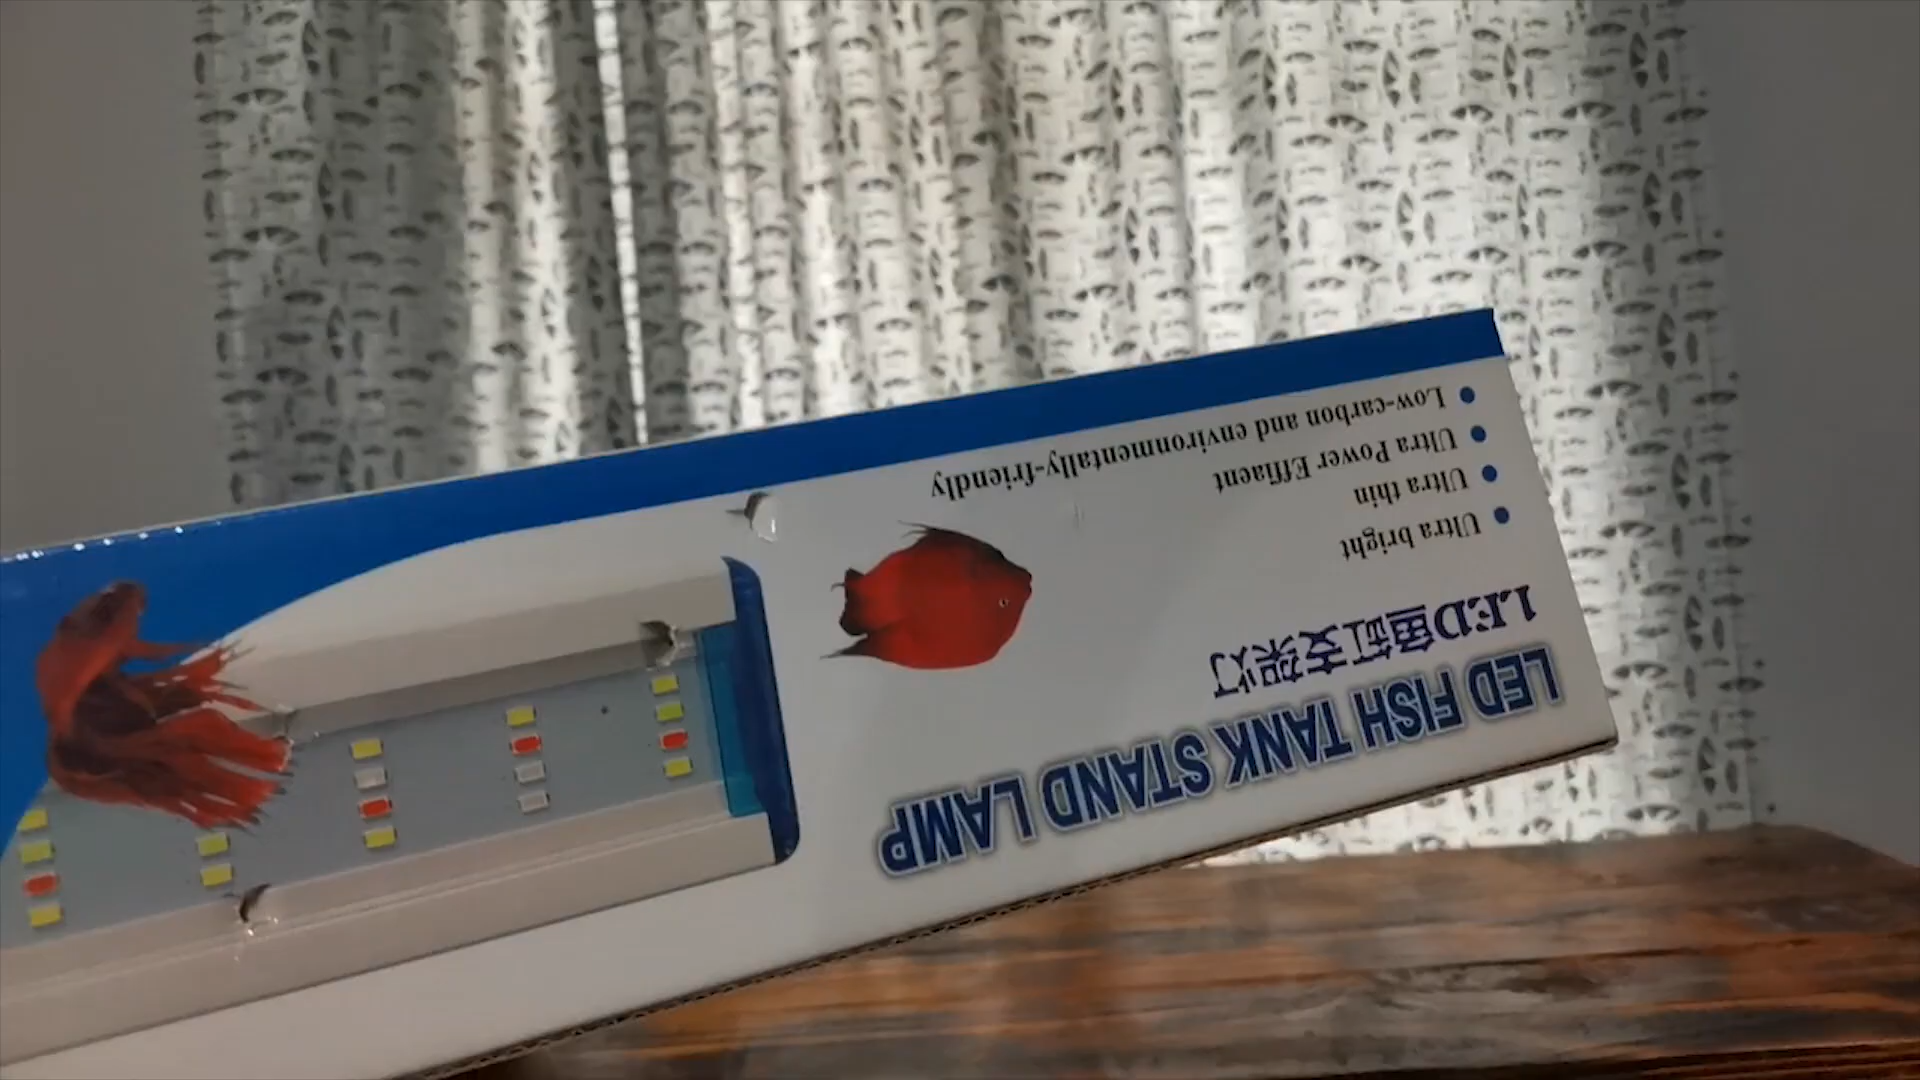 LED FISH TANK STAND LAMP
LED鱼缸支架灯
Ultra bright
Ultra thin
Ultra Power Effiaent
Low-carbon and environmentally-friendly